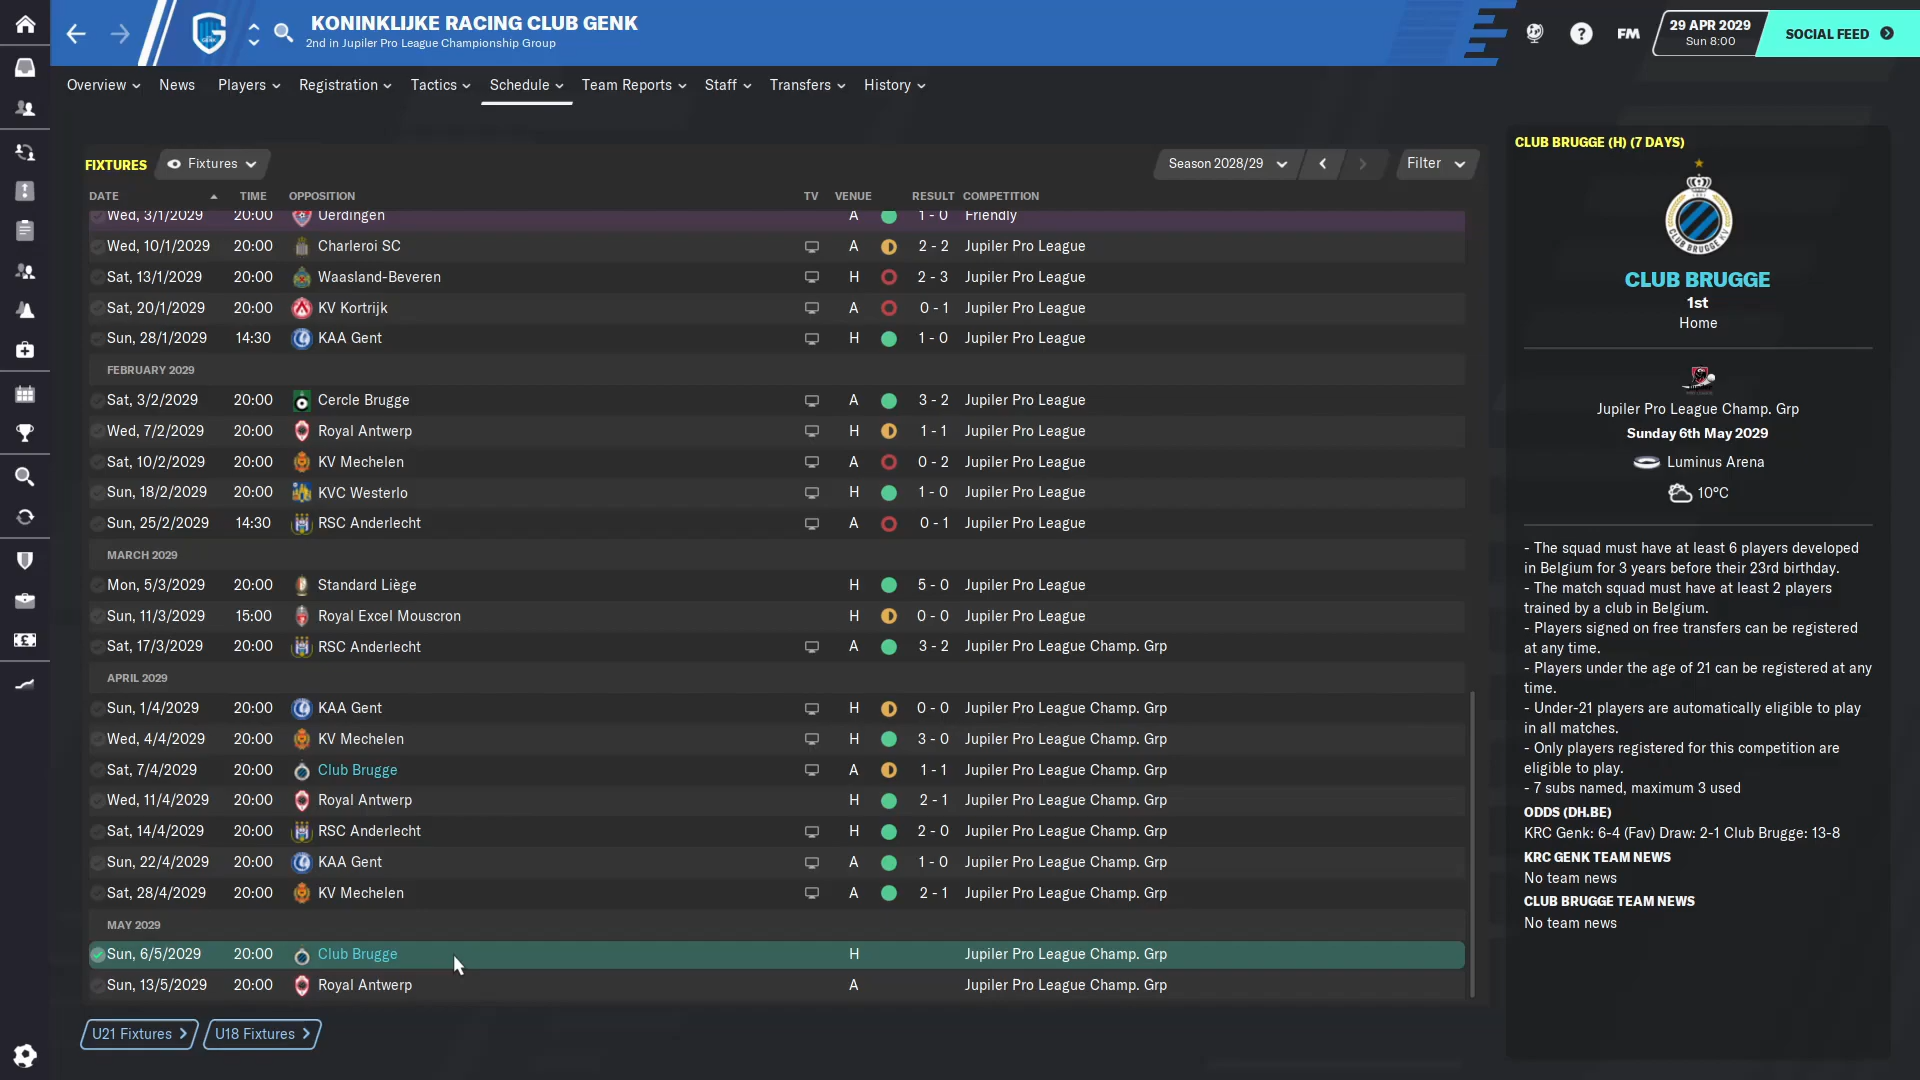 KONINKLIJKE RACING CLUB GENK
2nd in Jupiler Pro League Championship Group
FM
29 APR 2029
Sun 8:00
SOCIAL FEED
Overview
News
Players
Registration
Tactics
Schedule
Team Reports
Staff
Transfers
History
FIXTURES
Fixtures
Season 2028/29
Filter
DATE TIME OPPOSITION TV VENUE RESULT COMPETITION
Wed, 3/1/2029 20:00 Uerdingen A 1 - 0 Friendly
Wed, 10/1/2029 20:00 Charleroi SC A 2 - 2 Jupiler Pro League
Sat, 13/1/2029 20:00 Waasland-Beveren H 2 - 3 Jupiler Pro League
Sat, 20/1/2029 20:00 KV Kortrijk A 0 - 1 Jupiler Pro League
Sun, 28/1/2029 14:30 KAA Gent H 1 - 0 Jupiler Pro League
FEBRUARY 2029
Sat, 3/2/2029 20:00 Cercle Brugge A 3 - 2 Jupiler Pro League
Wed, 7/2/2029 20:00 Royal Antwerp H 1 - 1 Jupiler Pro League
Sat, 10/2/2029 20:00 KV Mechelen A 0 - 2 Jupiler Pro League
Sun, 18/2/2029 20:00 KVC Westerlo H 1 - 0 Jupiler Pro League
Sun, 25/2/2029 14:30 RSC Anderlecht A 0 - 1 Jupiler Pro League
MARCH 2029
Mon, 5/3/2029 20:00 Standard Liège H 5 - 0 Jupiler Pro League
Sun, 11/3/2029 15:00 Royal Excel Mouscron H 0 - 0 Jupiler Pro League
Sat, 17/3/2029 20:00 RSC Anderlecht A 3 - 2 Jupiler Pro League Champ. Grp
APRIL 2029
Sun, 1/4/2029 20:00 KAA Gent H 0 - 0 Jupiler Pro League Champ. Grp
Wed, 4/4/2029 20:00 KV Mechelen H 3 - 0 Jupiler Pro League Champ. Grp
Sat, 7/4/2029 20:00 Club Brugge A 1 - 1 Jupiler Pro League Champ. Grp
Wed, 11/4/2029 20:00 Royal Antwerp H 2 - 1 Jupiler Pro League Champ. Grp
Sat, 14/4/2029 20:00 RSC Anderlecht H 2 - 0 Jupiler Pro League Champ. Grp
Sun, 22/4/2029 20:00 KAA Gent A 1 - 0 Jupiler Pro League Champ. Grp
Sat, 28/4/2029 20:00 KV Mechelen A 2 - 1 Jupiler Pro League Champ. Grp
MAY 2029
Sun, 6/5/2029 20:00 Club Brugge H Jupiler Pro League Champ. Grp
Sun, 13/5/2029 20:00 Royal Antwerp A Jupiler Pro League Champ. Grp
U21 Fixtures
U18 Fixtures
CLUB BRUGGE (H) (7 DAYS)
CLUB BRUGGE KV
CLUB BRUGGE
1st
Home
Jupiler Pro League Champ. Grp
Sunday 6th May 2029
Luminus Arena
10°C
- The squad must have at least 6 players developed
in Belgium for 3 years before their 23rd birthday.
- The match squad must have at least 2 players
trained by a club in Belgium.
- Players signed on free transfers can be registered
at any time.
- Players under the age of 21 can be registered at any
time.
- Under-21 players are automatically eligible to play
in all matches.
- Only players registered for this competition are
eligible to play.
- 7 subs named, maximum 3 used
ODDS (DH.BE)
KRC Genk: 6-4 (Fav) Draw: 2-1 Club Brugge: 13-8
KRC GENK TEAM NEWS
No team news
CLUB BRUGGE TEAM NEWS
No team news